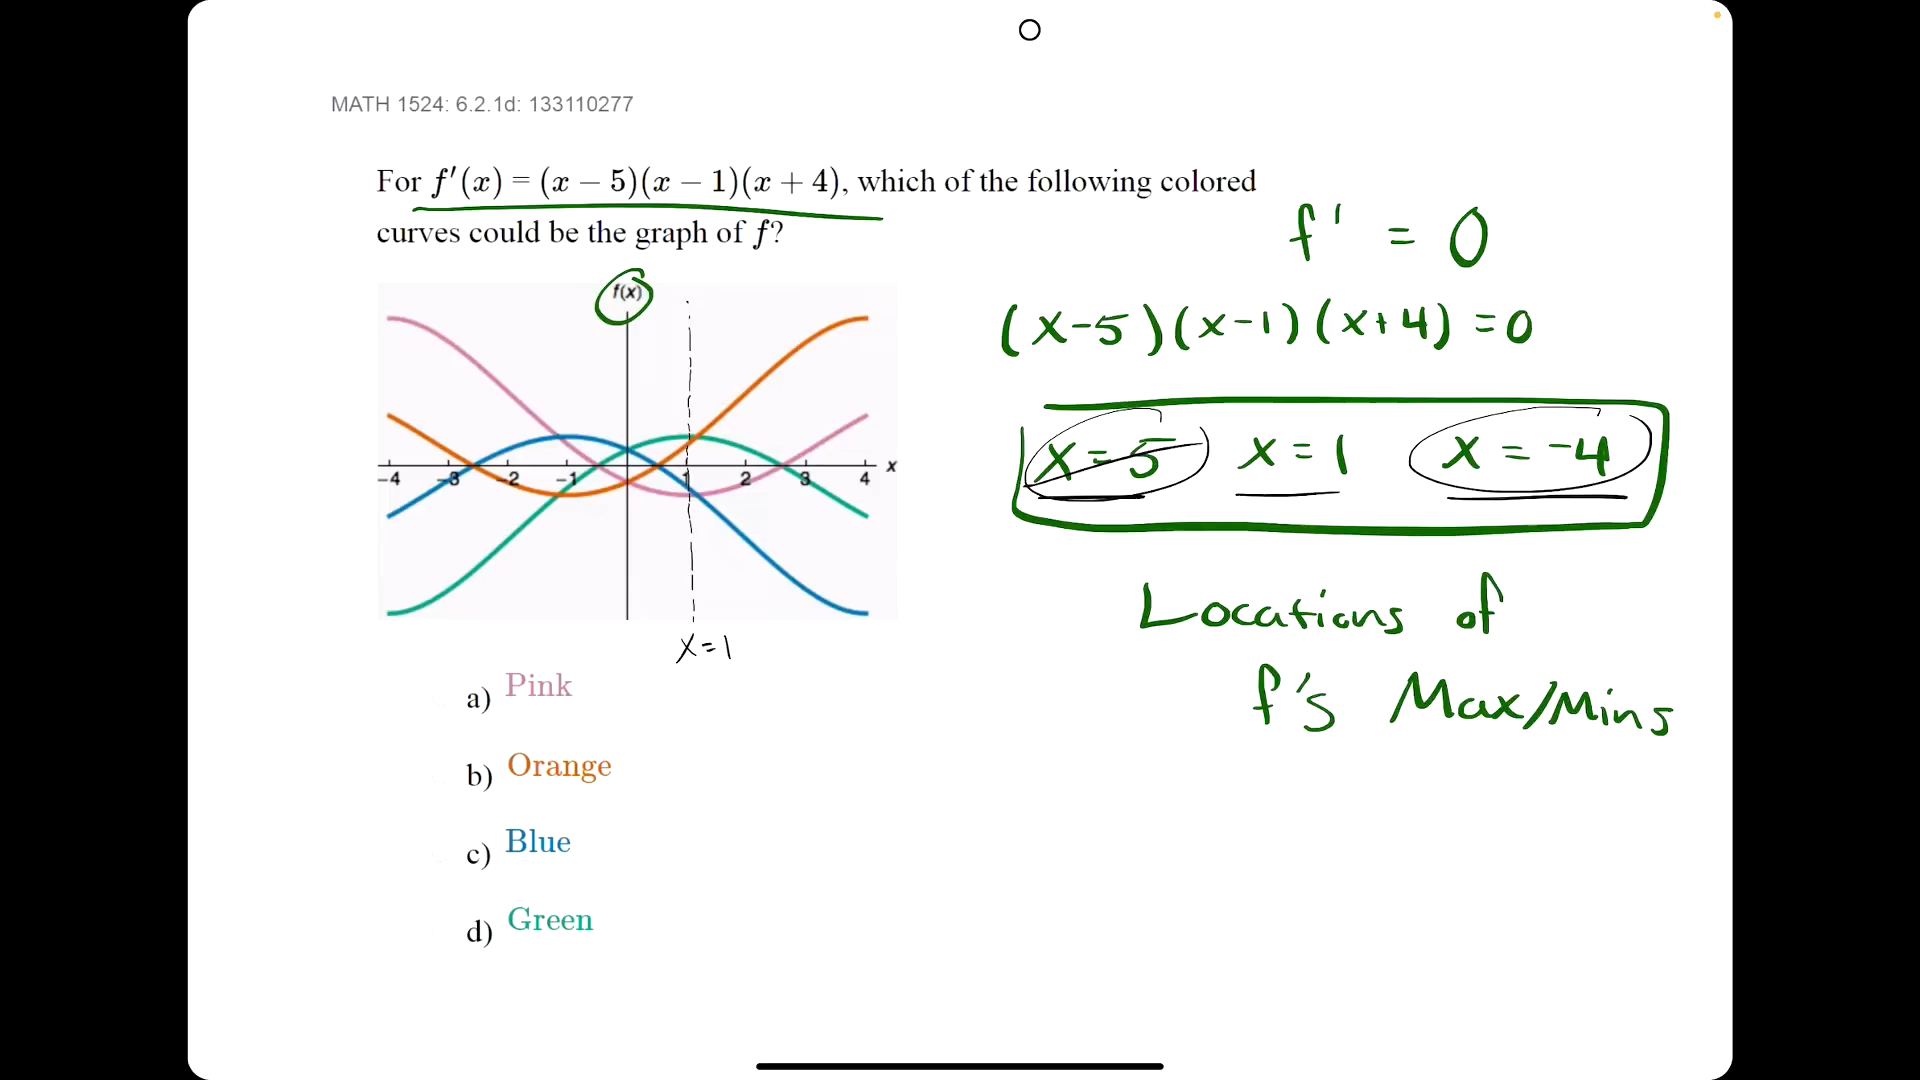 MATH 1524: 6.2.1d: 133110277
For f′(x) = (x − 5)(x − 1)(x + 4), which of the following colored
curves could be the graph of f?
f(x)
x
−4 −3 −2 −1 1 2 3 4
x=1
a) Pink
b) Orange
c) Blue
d) Green
f' = 0
(x-5)(x-1)(x+4) =0
x=5 x=1 x=-4
Locations of
f's Max/Mins